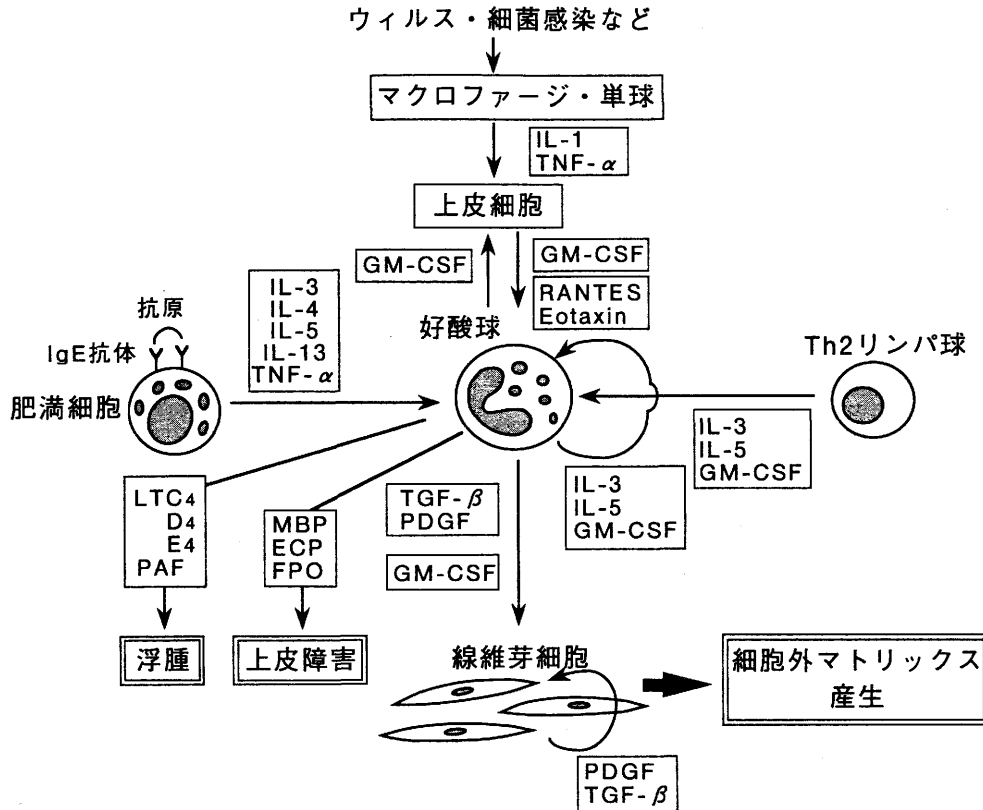 ウィルス・細菌感染など
マクロファージ・単球
IL-1
TNF-α
上皮細胞
GM-CSF
GM-CSF
RANTES
Eotaxin
IL-3
IL-4
IL-5
IL-13
TNF-α
抗原
IgE抗体
肥満細胞
好酸球
Th2リンパ球
IL-3
IL-5
GM-CSF
IL-3
IL-5
GM-CSF
LTC4
D4
E4
PAF
MBP
ECP
FPO
TGF-β
PDGF
GM-CSF
浮腫
上皮障害
線維芽細胞
細胞外マトリックス
産生
PDGF
TGF-β